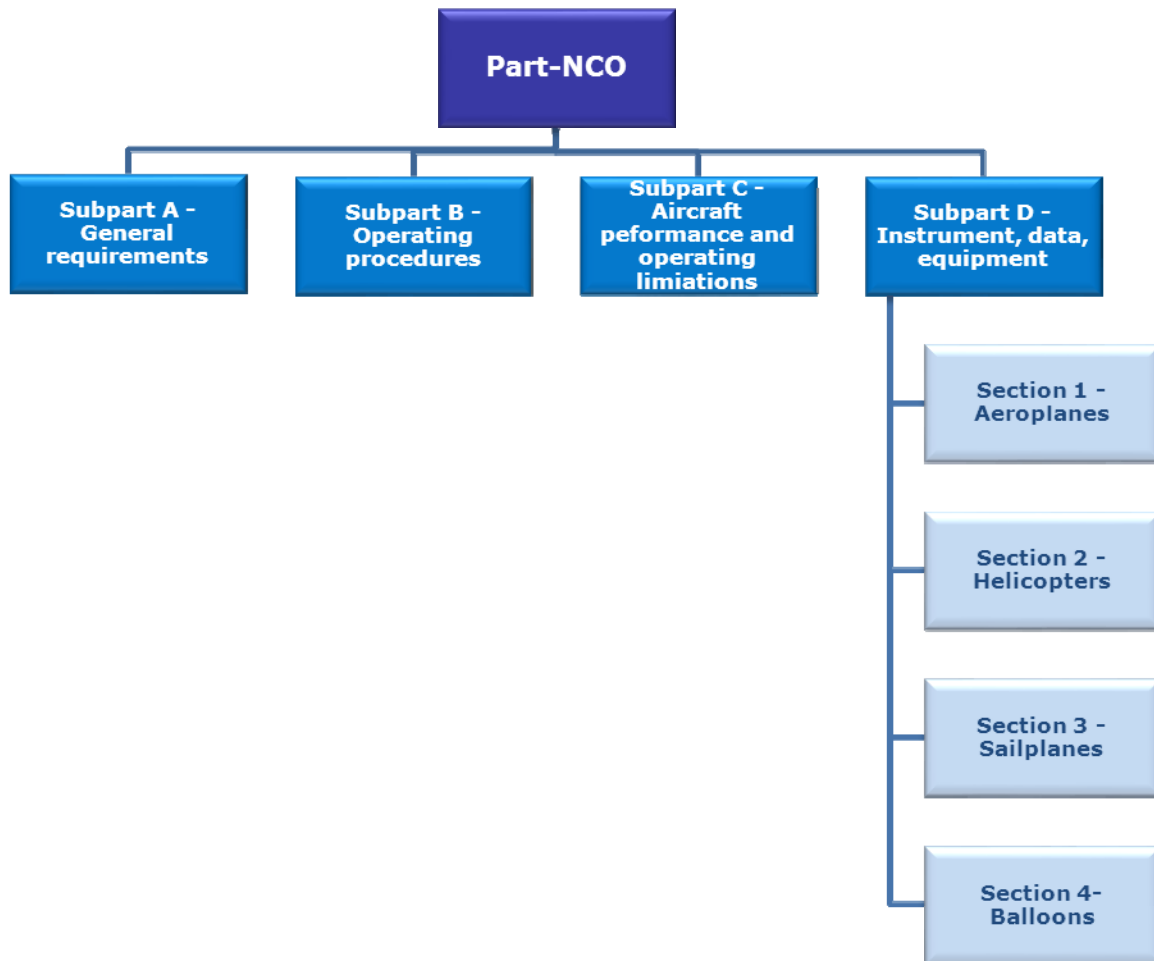 Part-NCO
Subpart A -
General
requirements
Subpart B -
Operating
procedures
Subpart C -
Aircraft
peformance and
operating
limiations
Subpart D -
Instrument, data,
equipment
Section 1 -
Aeroplanes
Section 2 -
Helicopters
Section 3 -
Sailplanes
Section 4-
Balloons